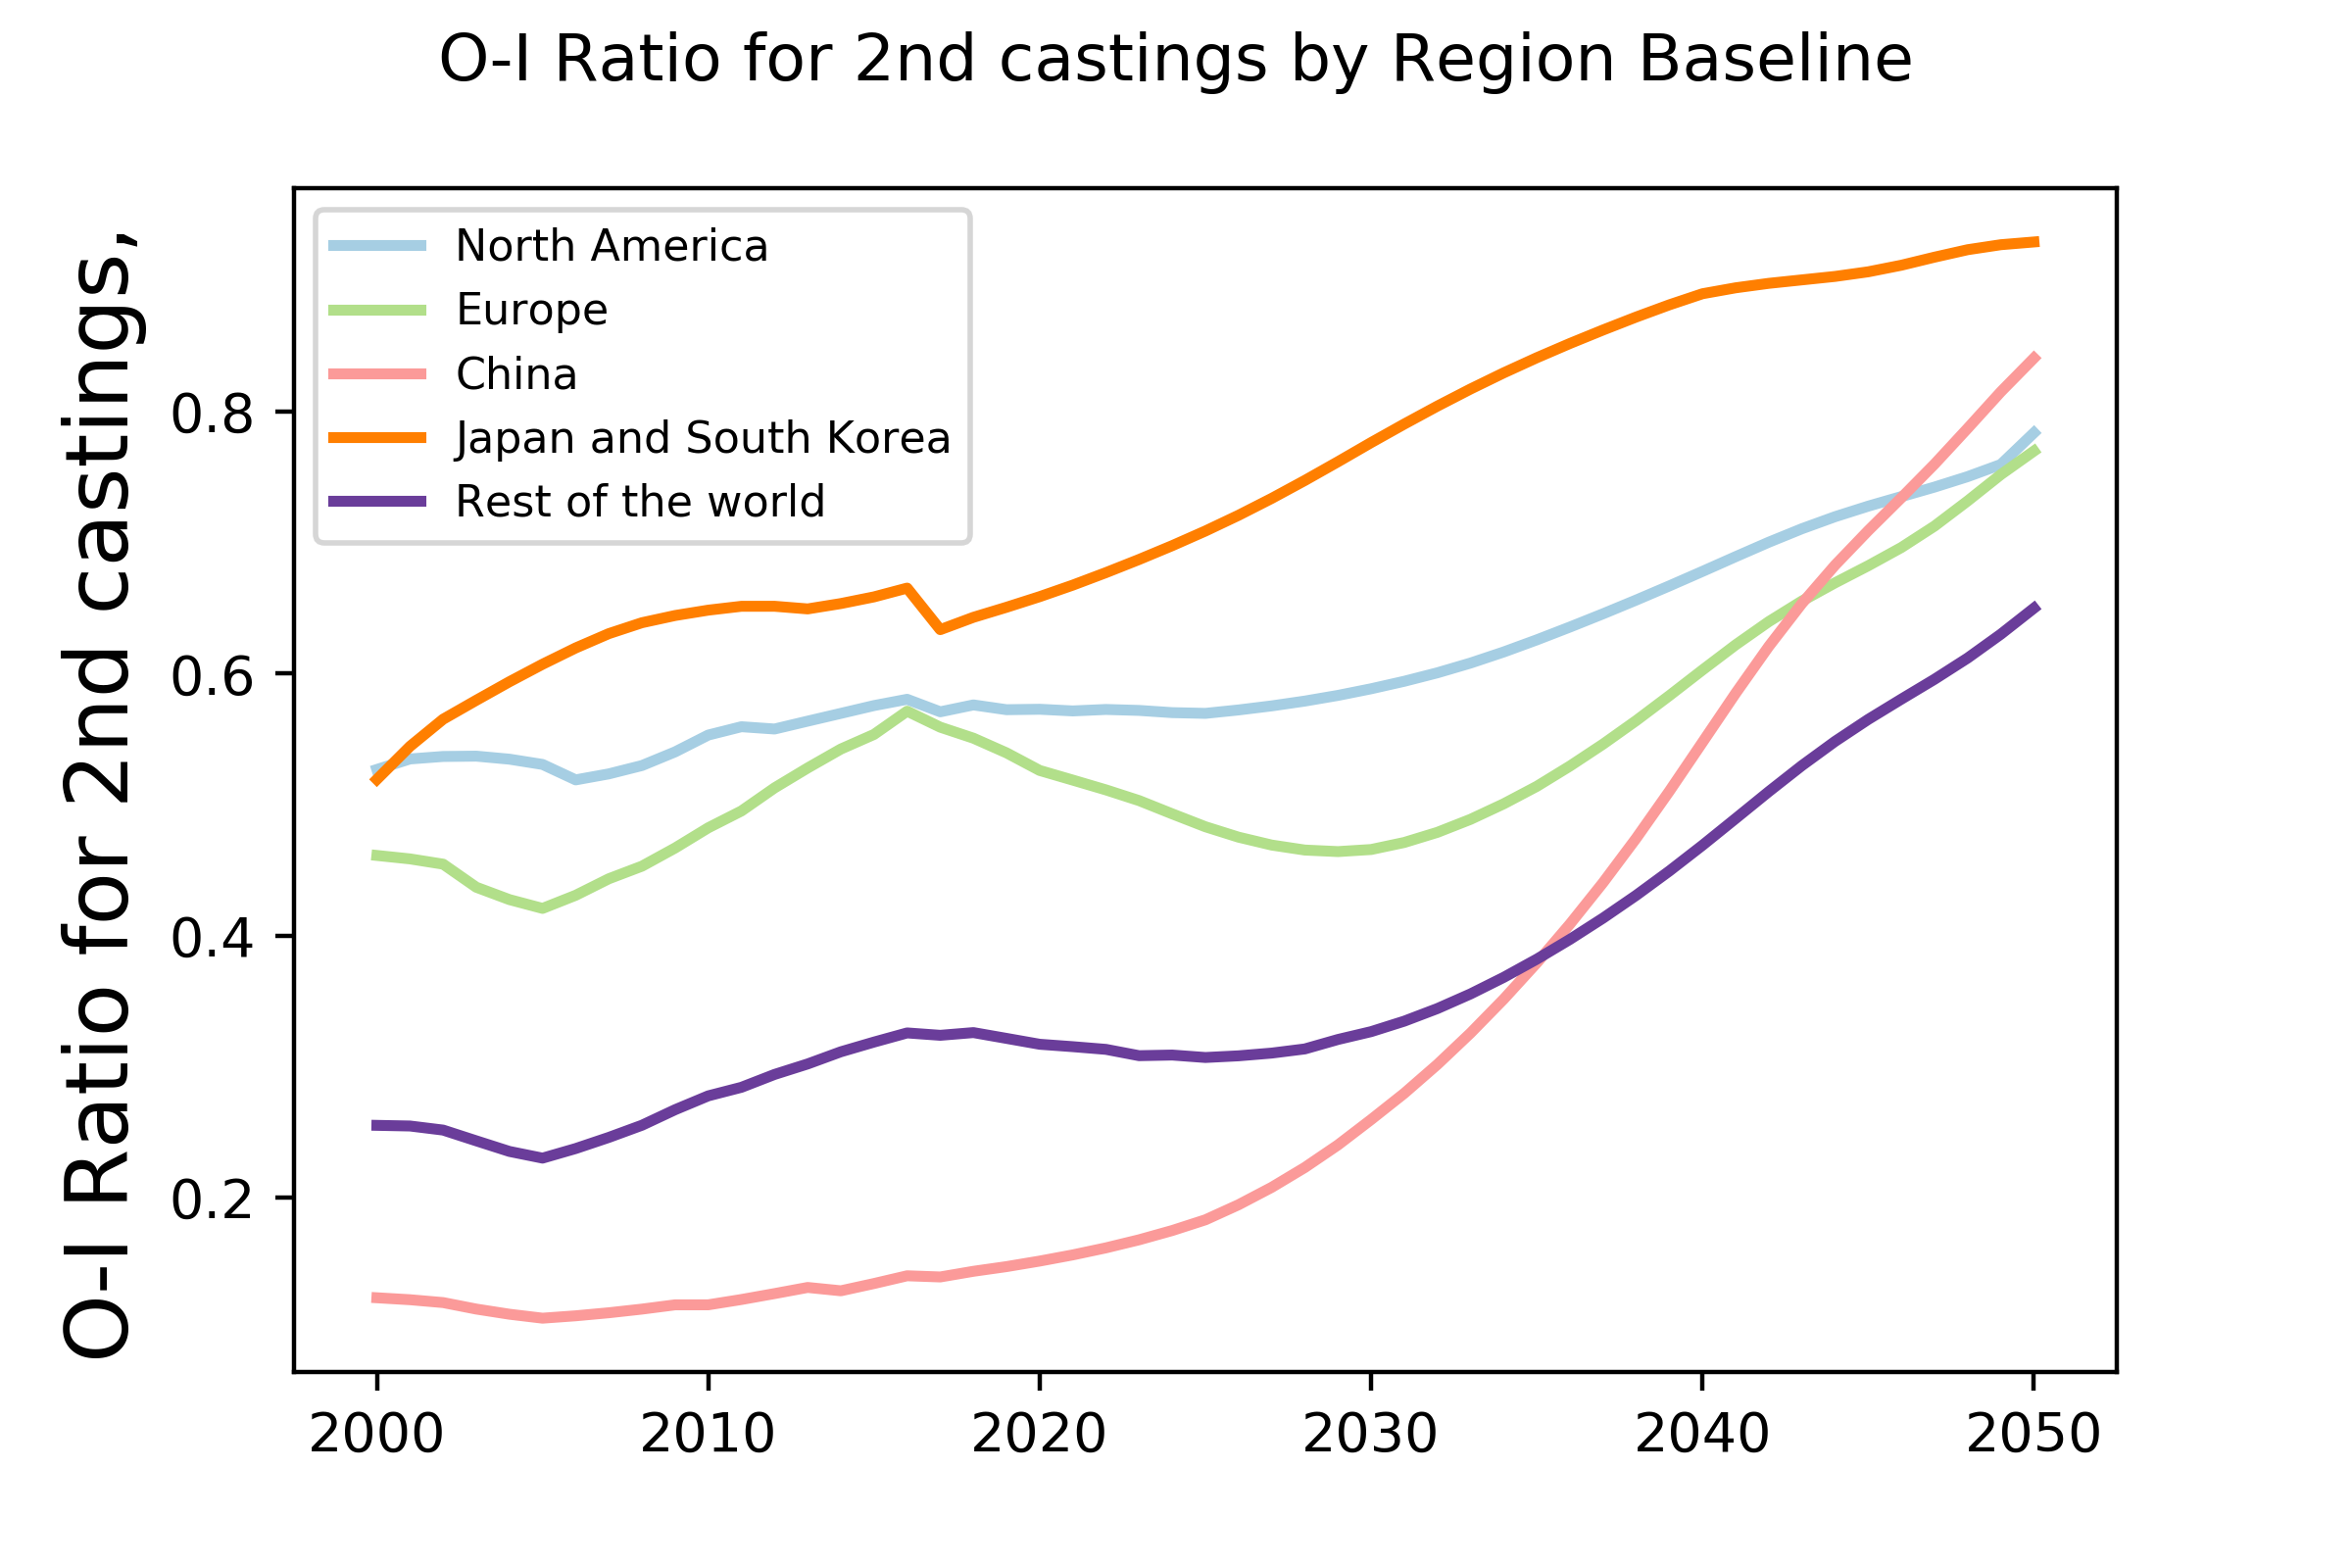 O-I Ratio for 2nd castings by Region Baseline
O-I Ratio for 2nd castings,
North America
Europe
China
Japan and South Korea
Rest of the world
0.8
0.6
0.4
0.2
2000 2010 2020 2030 2040 2050